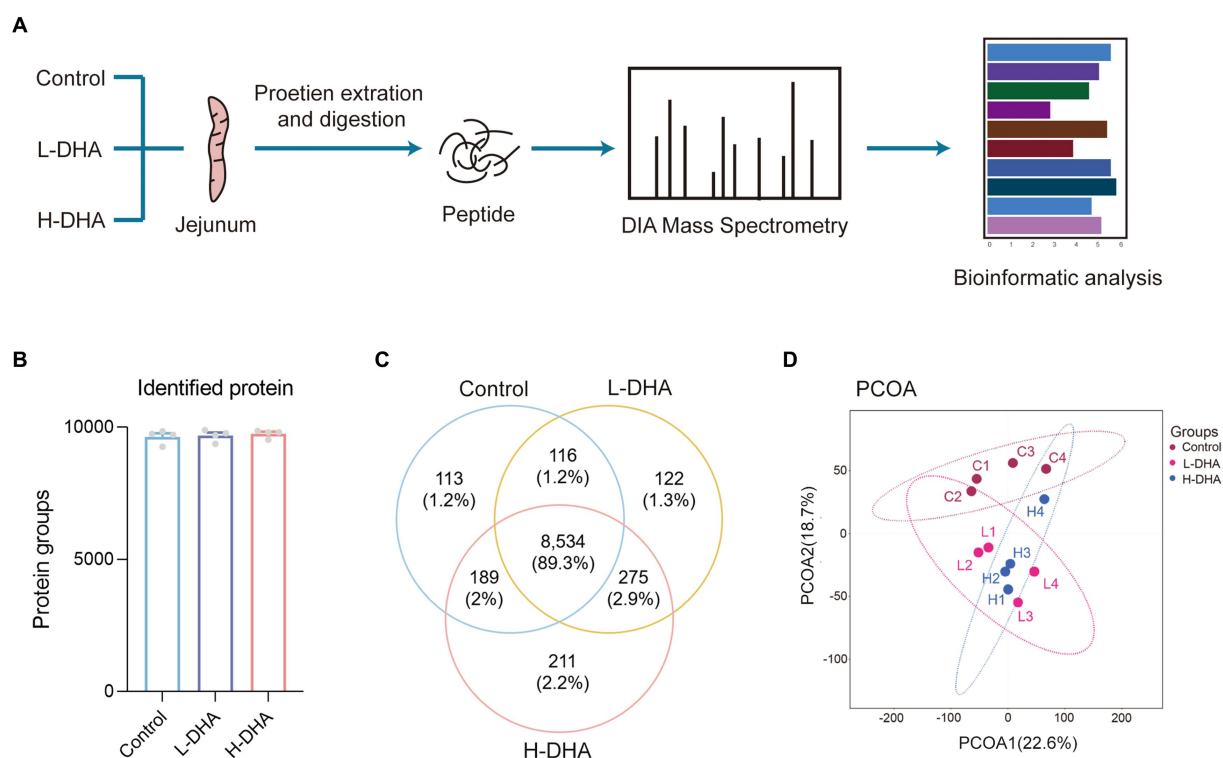 A
Control
L-DHA
H-DHA
Jejunum
Proetien extration
and digestion
Peptide
DIA Mass Spectrometry
0 1 2 3 4 5 6
Bioinformatic analysis
B
Identified protein
Protein groups
10000
5000
0
Control
L-DHA
H-DHA
C
Control
L-DHA
113
(1.2%)
116
(1.2%)
122
(1.3%)
8,534
(89.3%)
189
(2%)
275
(2.9%)
211
(2.2%)
H-DHA
D
PCOA
PCOA2(18.7%)
50
0
-50
-100
C1
C3
C4
C2
H4
L1
L2
H3
H2
L4
H1
L3
-200
-100
0
100
200
PCOA1(22.6%)
Groups
Control
L-DHA
H-DHA